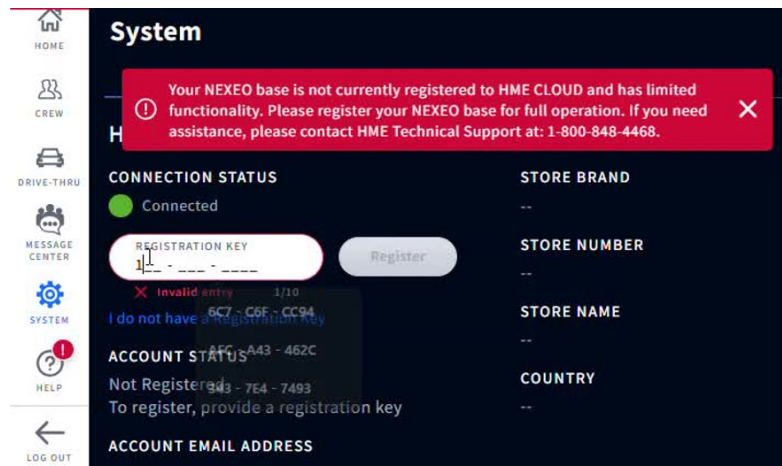 System
HOME
CREW
DRIVE-THRU
MESSAGE
CENTER
SYSTEM
HELP
LOG OUT
Your NEXEO base is not currently registered to HME CLOUD and has limited
functionality. Please register your NEXEO base for full operation. If you need
assistance, please contact HME Technical Support at: 1-800-848-4468.
H
CONNECTION STATUS
Connected
REGISTRATION KEY
1__ - ___ - ____
Register
Invalid entry 1/10
I do not have a Registration Key
6C7 - C6F - CC94
AFC - A43 - 462C
343 - 7E4 - 7493
ACCOUNT STATUS
Not Registered
To register, provide a registration key
ACCOUNT EMAIL ADDRESS
STORE BRAND
--
STORE NUMBER
--
STORE NAME
--
COUNTRY
--